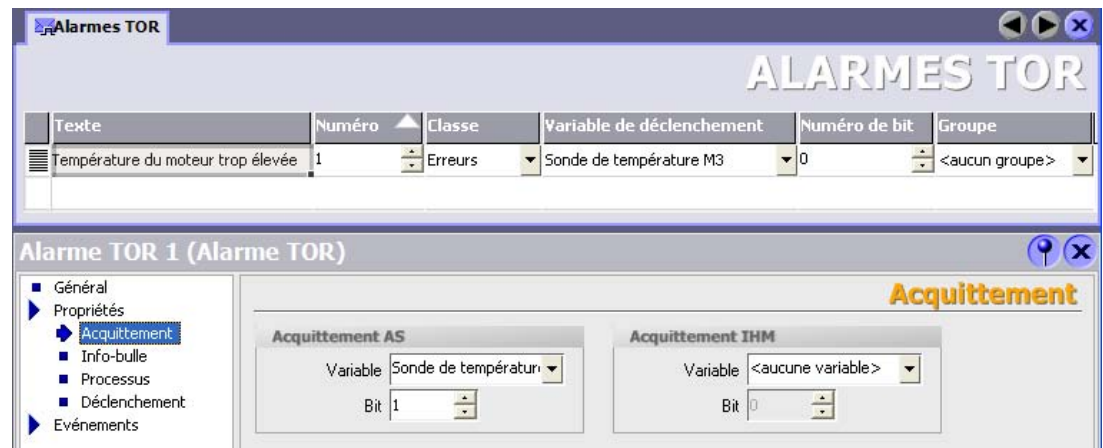 Alarmes TOR
ALARMES TOR
Texte Numéro Classe Variable de déclenchement Numéro de bit Groupe
Température du moteur trop élevée 1 Erreurs Sonde de température M3 0 <aucun groupe>
Alarme TOR 1 (Alarme TOR)
Général
Propriétés
Acquittement
Info-bulle
Processus
Déclenchement
Evénements
Acquittement
Acquittement AS
Variable Sonde de températur
Bit 1
Acquittement IHM
Variable <aucune variable>
Bit 0